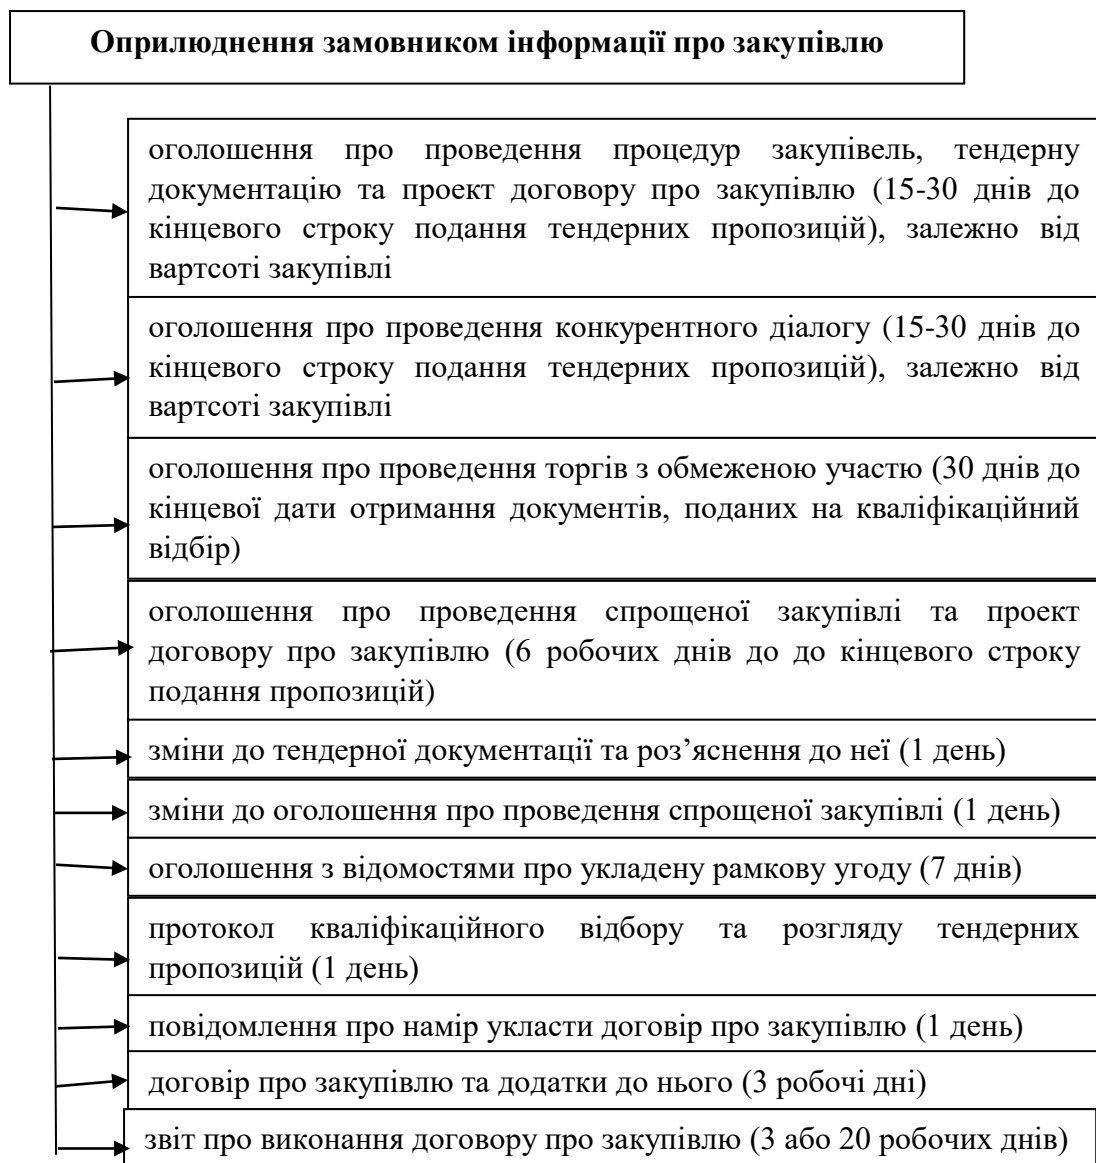 Оприлюднення замовником інформації про закупівлю
оголошення про проведення процедур закупівель, тендерну
документацію та проект договору про закупівлю (15-30 днів до
кінцевого строку подання тендерних пропозицій), залежно від
вартсоті закупівлі
оголошення про проведення конкурентного діалогу (15-30 днів до
кінцевого строку подання тендерних пропозицій), залежно від
вартсоті закупівлі
оголошення про проведення торгів з обмеженою участю (30 днів до
кінцевої дати отримання документів, поданих на кваліфікаційний
відбір)
оголошення про проведення спрощеної закупівлі та проект
договору про закупівлю (6 робочих днів до до кінцевого строку
подання пропозицій)
зміни до тендерної документації та роз’яснення до неї (1 день)
зміни до оголошення про проведення спрощеної закупівлі (1 день)
оголошення з відомостями про укладену рамкову угоду (7 днів)
протокол кваліфікаційного відбору та розгляду тендерних
пропозицій (1 день)
повідомлення про намір укласти договір про закупівлю (1 день)
договір про закупівлю та додатки до нього (3 робочі дні)
звіт про виконання договору про закупівлю (3 або 20 робочих днів)